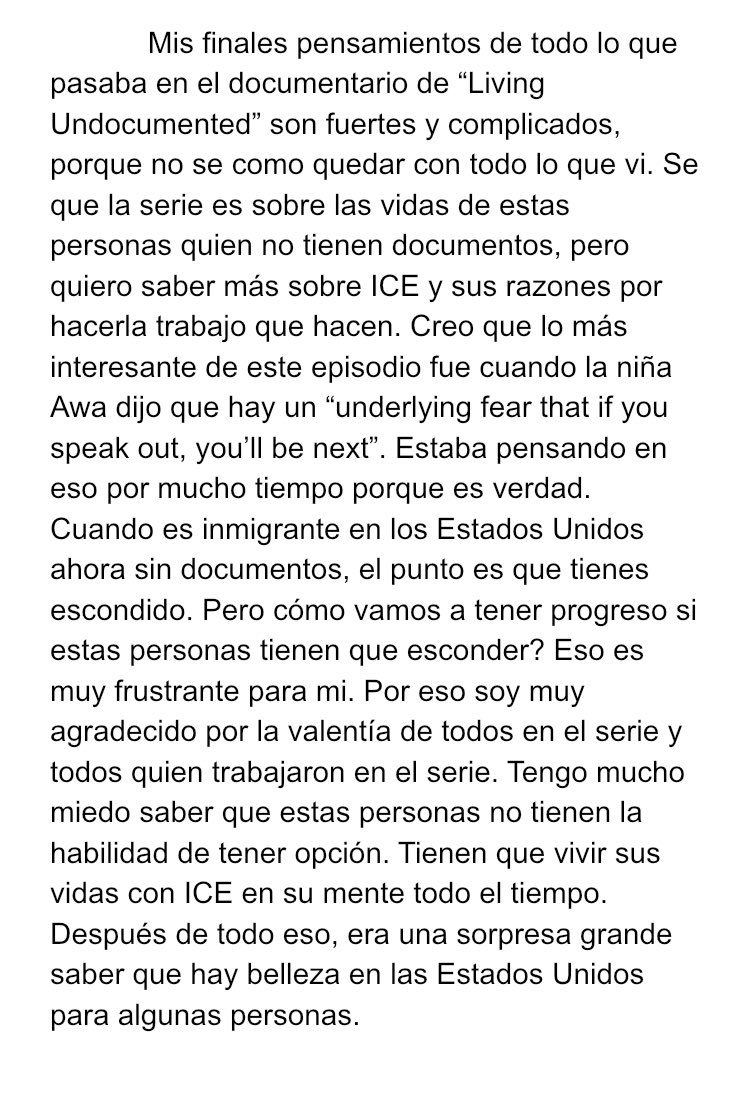 Mis finales pensamientos de todo lo que
pasaba en el documentario de “Living
Undocumented” son fuertes y complicados,
porque no se como quedar con todo lo que vi. Se
que la serie es sobre las vidas de estas
personas quien no tienen documentos, pero
quiero saber más sobre ICE y sus razones por
hacerla trabajo que hacen. Creo que lo más
interesante de este episodio fue cuando la niña
Awa dijo que hay un “underlying fear that if you
speak out, you’ll be next”. Estaba pensando en
eso por mucho tiempo porque es verdad.
Cuando es inmigrante en los Estados Unidos
ahora sin documentos, el punto es que tienes
escondido. Pero cómo vamos a tener progreso si
estas personas tienen que esconder? Eso es
muy frustrante para mi. Por eso soy muy
agradecido por la valentía de todos en el serie y
todos quien trabajaron en el serie. Tengo mucho
miedo saber que estas personas no tienen la
habilidad de tener opción. Tienen que vivir sus
vidas con ICE en su mente todo el tiempo.
Después de todo eso, era una sorpresa grande
saber que hay belleza en las Estados Unidos
para algunas personas.